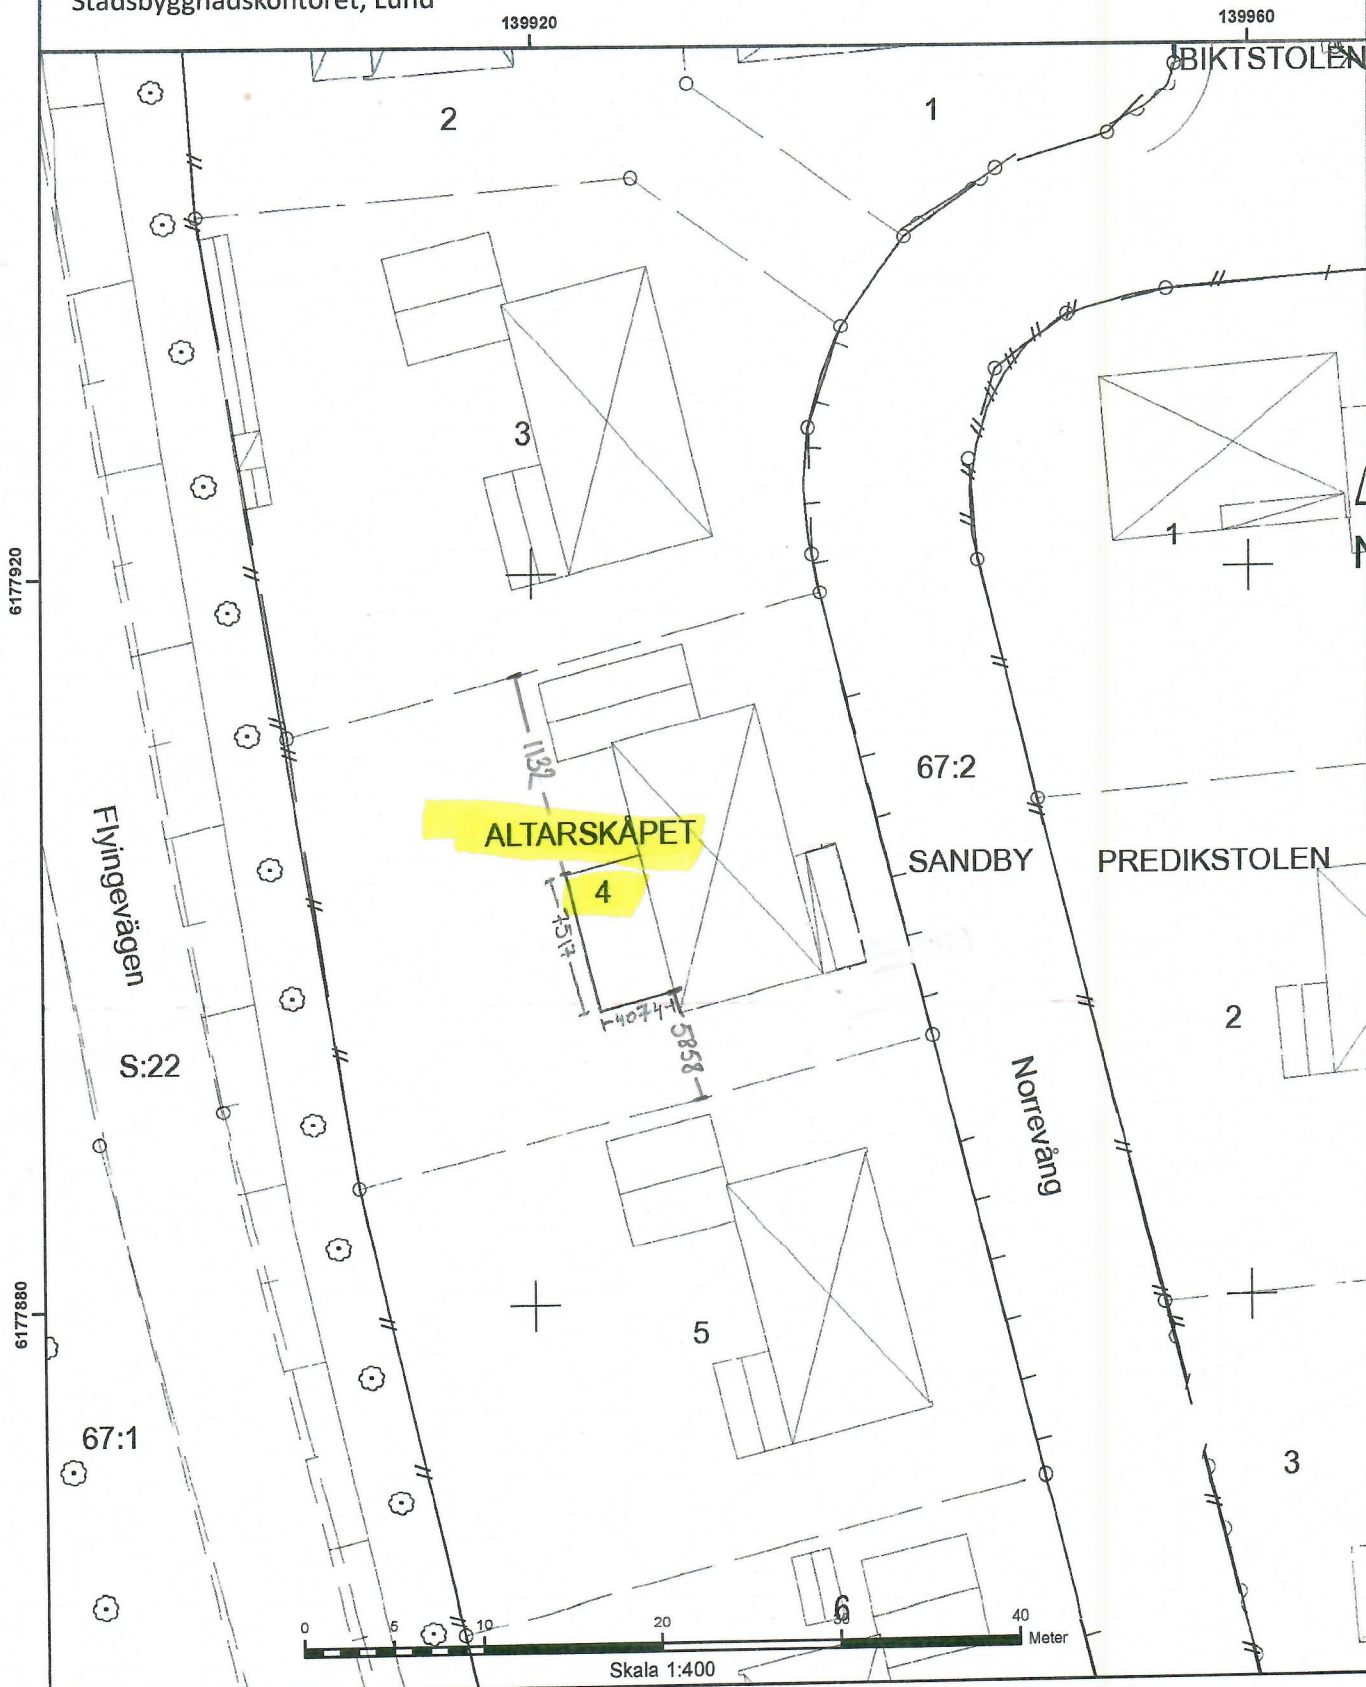 Stadsbyggnadskontoret, Lund
139920
139960
BIKTSTOLEN
2
1
3
6177920
1
1132
67:2
ALTARSKÅPET
4
SANDBY
PREDIKSTOLEN
Flyingevägen
7517
4074
5858
2
S:22
Norrevång
6177880
5
67:1
3
6
0 5 10 20 30 40
Meter
Skala 1:400